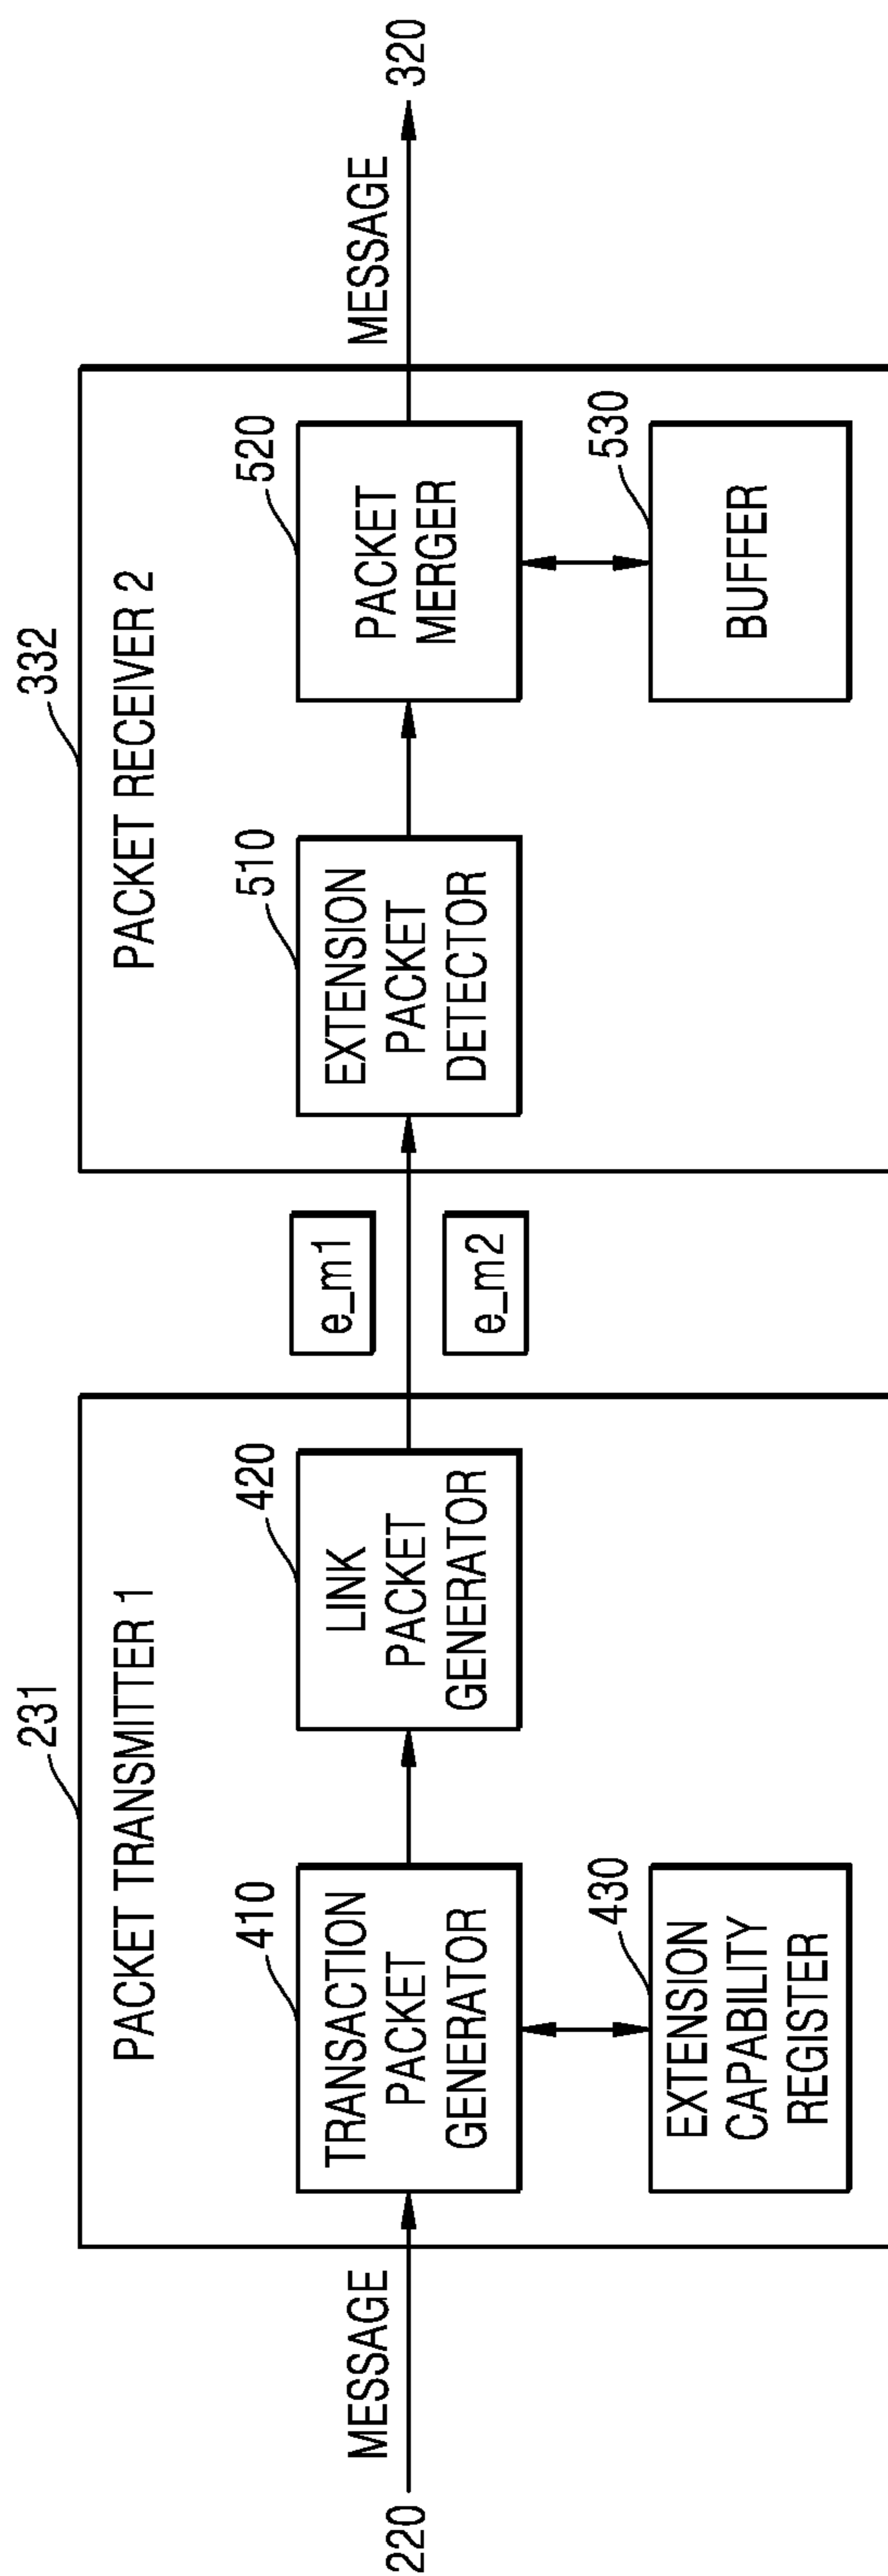 231
PACKET TRANSMITTER 1
220
MESSAGE
410
TRANSACTION
PACKET
GENERATOR
430
EXTENSION
CAPABILITY
REGISTER
420
LINK
PACKET
GENERATOR
e_m1
e_m2
332
PACKET RECEIVER 2
510
EXTENSION
PACKET
DETECTOR
520
PACKET
MERGER
530
BUFFER
MESSAGE
320